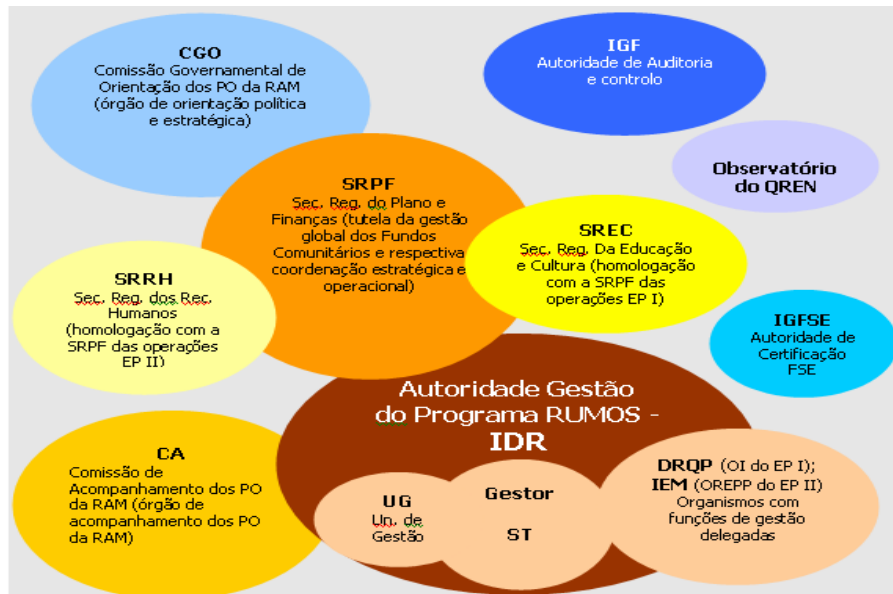 CGO
Comissão Governamental de
Orientação dos PO da RAM
(órgão de orientação política
e estratégica)
IGF
Autoridade de Auditoria
e controlo
Observatório
do QREN
SRPF
Sec. Reg. do Plano e
Finanças (tutela da gestão
global dos Fundos
Comunitários e respectiva
coordenação estratégica e
operacional)
SREC
Sec. Reg. Da Educação
e Cultura (homologação
com a SRPF das
operações EP I)
SRRH
Sec. Reg. dos Rec.
Humanos
(homologação com a
SRPF das operações
EP II)
IGFSE
Autoridade de
Certificação
FSE
Autoridade Gestão
do Programa RUMOS -
IDR
CA
Comissão de
Acompanhamento dos PO
da RAM (órgão de
acompanhamento dos PO
da RAM)
UG
Un. de
Gestão
Gestor
ST
DRQP (OI do EP I);
IEM (OREPP do EP II)
Organismos com
funções de gestão
delegadas